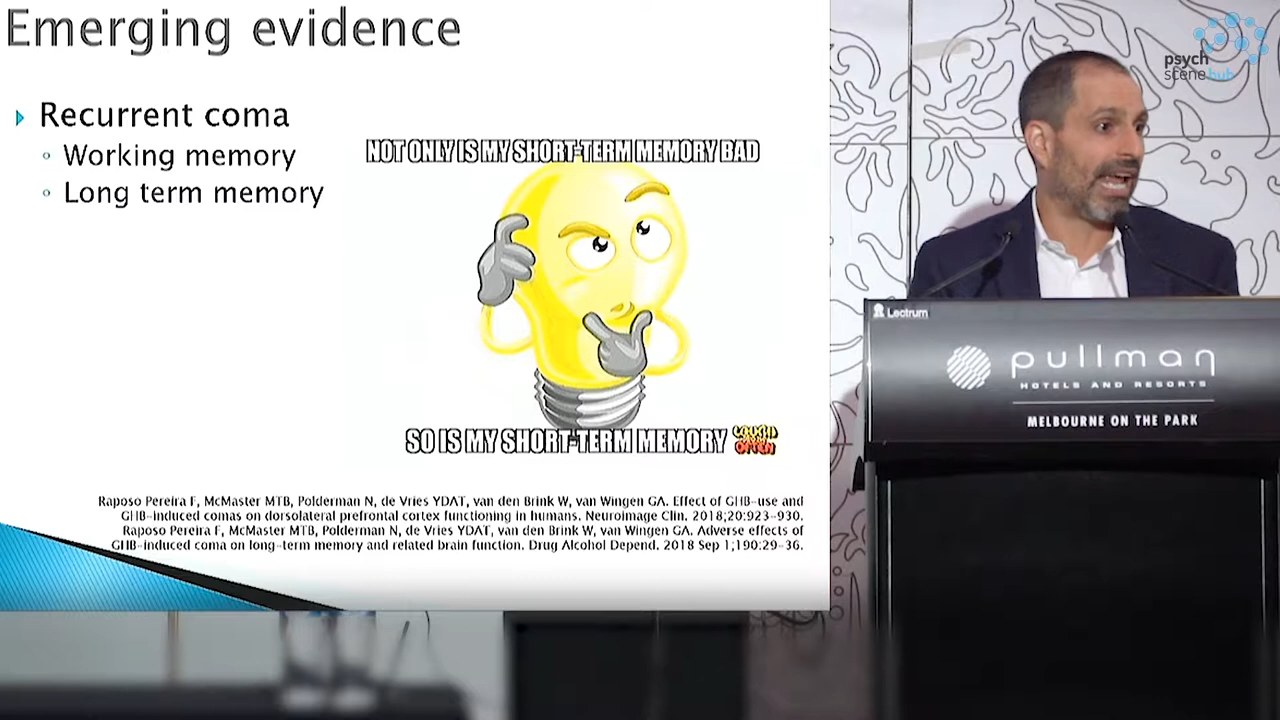 Emerging evidence
Recurrent coma
Working memory
Long term memory
NOT ONLY IS MY SHORT-TERM MEMORY BAD
SO IS MY SHORT-TERM MEMORY
LAUGH
OFTEN
Raposo Pereira F, McMaster MTB, Polderman N, de Vries YDAT, van den Brink W, van Wingen GA. Effect of GHB-use and
GHB-induced comas on dorsolateral prefrontal cortex functioning in humans. Neuroimage Clin. 2018;20:923-930.
Raposo Pereira F, McMaster MTB, Polderman N, de Vries YDAT, van den Brink W, van Wingen GA. Adverse effects of
GHB-induced coma on long-term memory and related brain function. Drug Alcohol Depend. 2018 Sep 1;190:29-36.
psych
scene hub
Lectrum
pullman
HOTELS AND RESORTS
MELBOURNE ON THE PARK